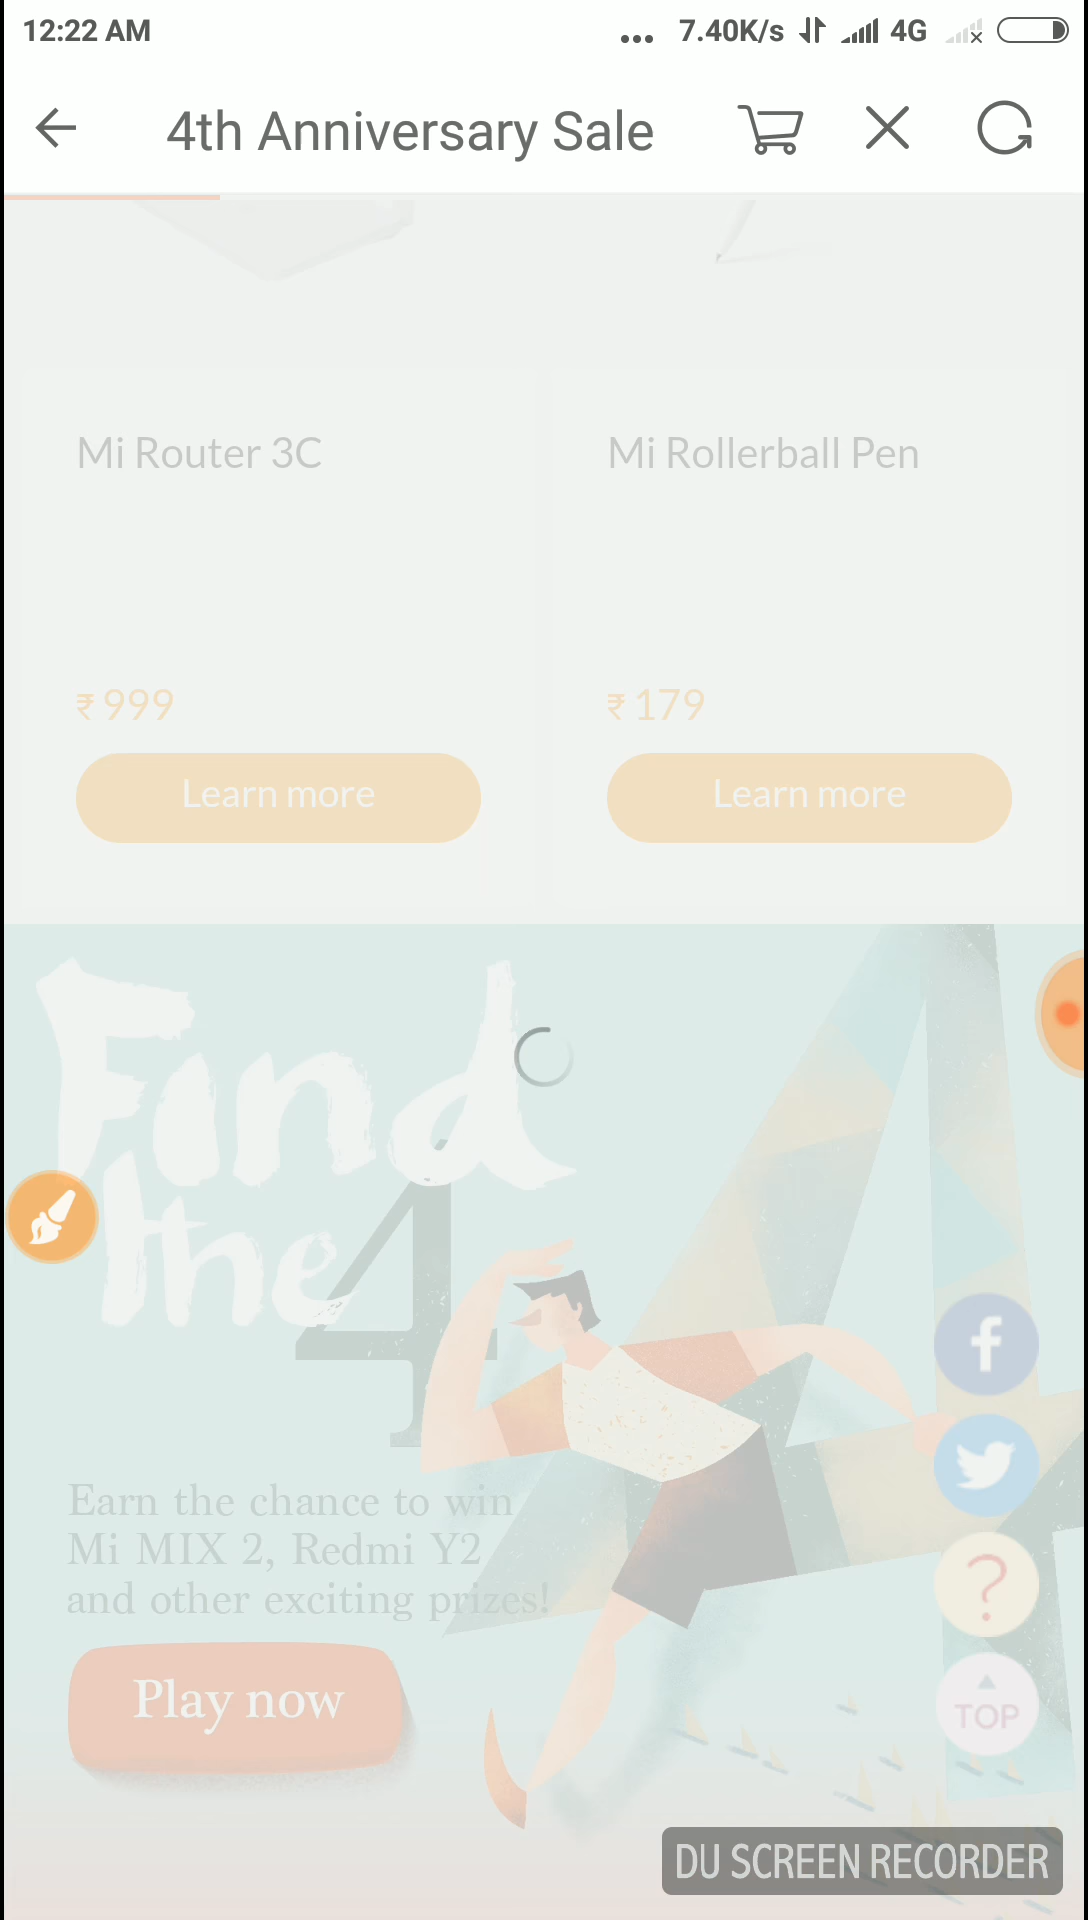 12:22 AM
... 7.40K/s 4G
4th Anniversary Sale
Mi Router 3C
Mi Rollerball Pen
₹ 999
₹ 179
Learn more
Learn more
Find
the 4
Earn the chance to win
Mi MIX 2, Redmi Y2
and other exciting prizes!
Play now
f
?
TOP
DU SCREEN RECORDER